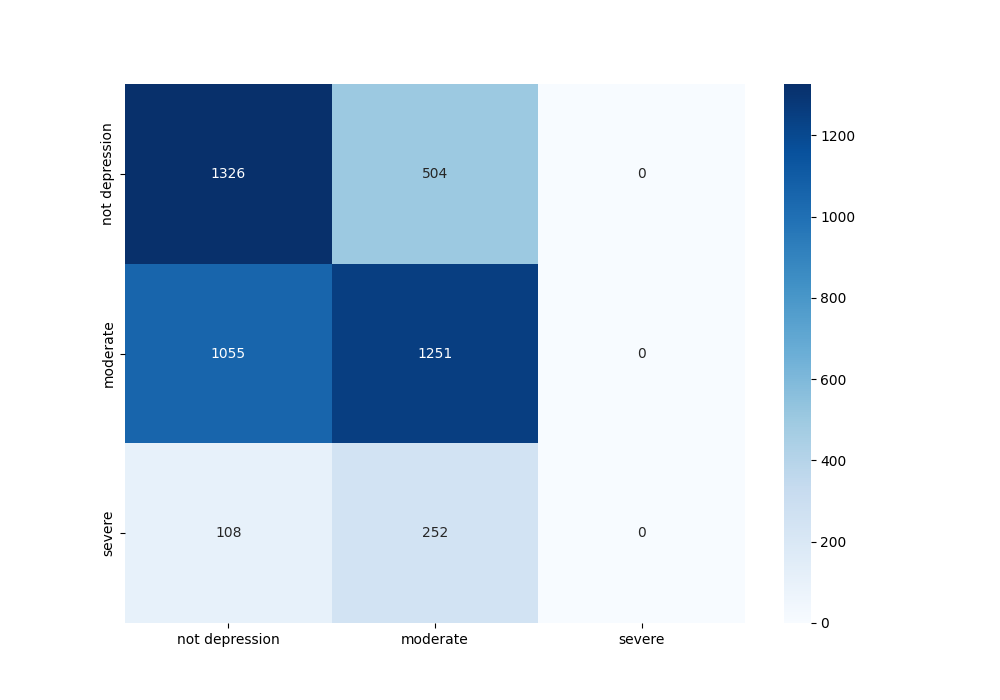 not depression
1326 504 0
moderate
1055 1251 0
severe
108 252 0
not depression moderate severe
1200
1000
800
600
400
200
0